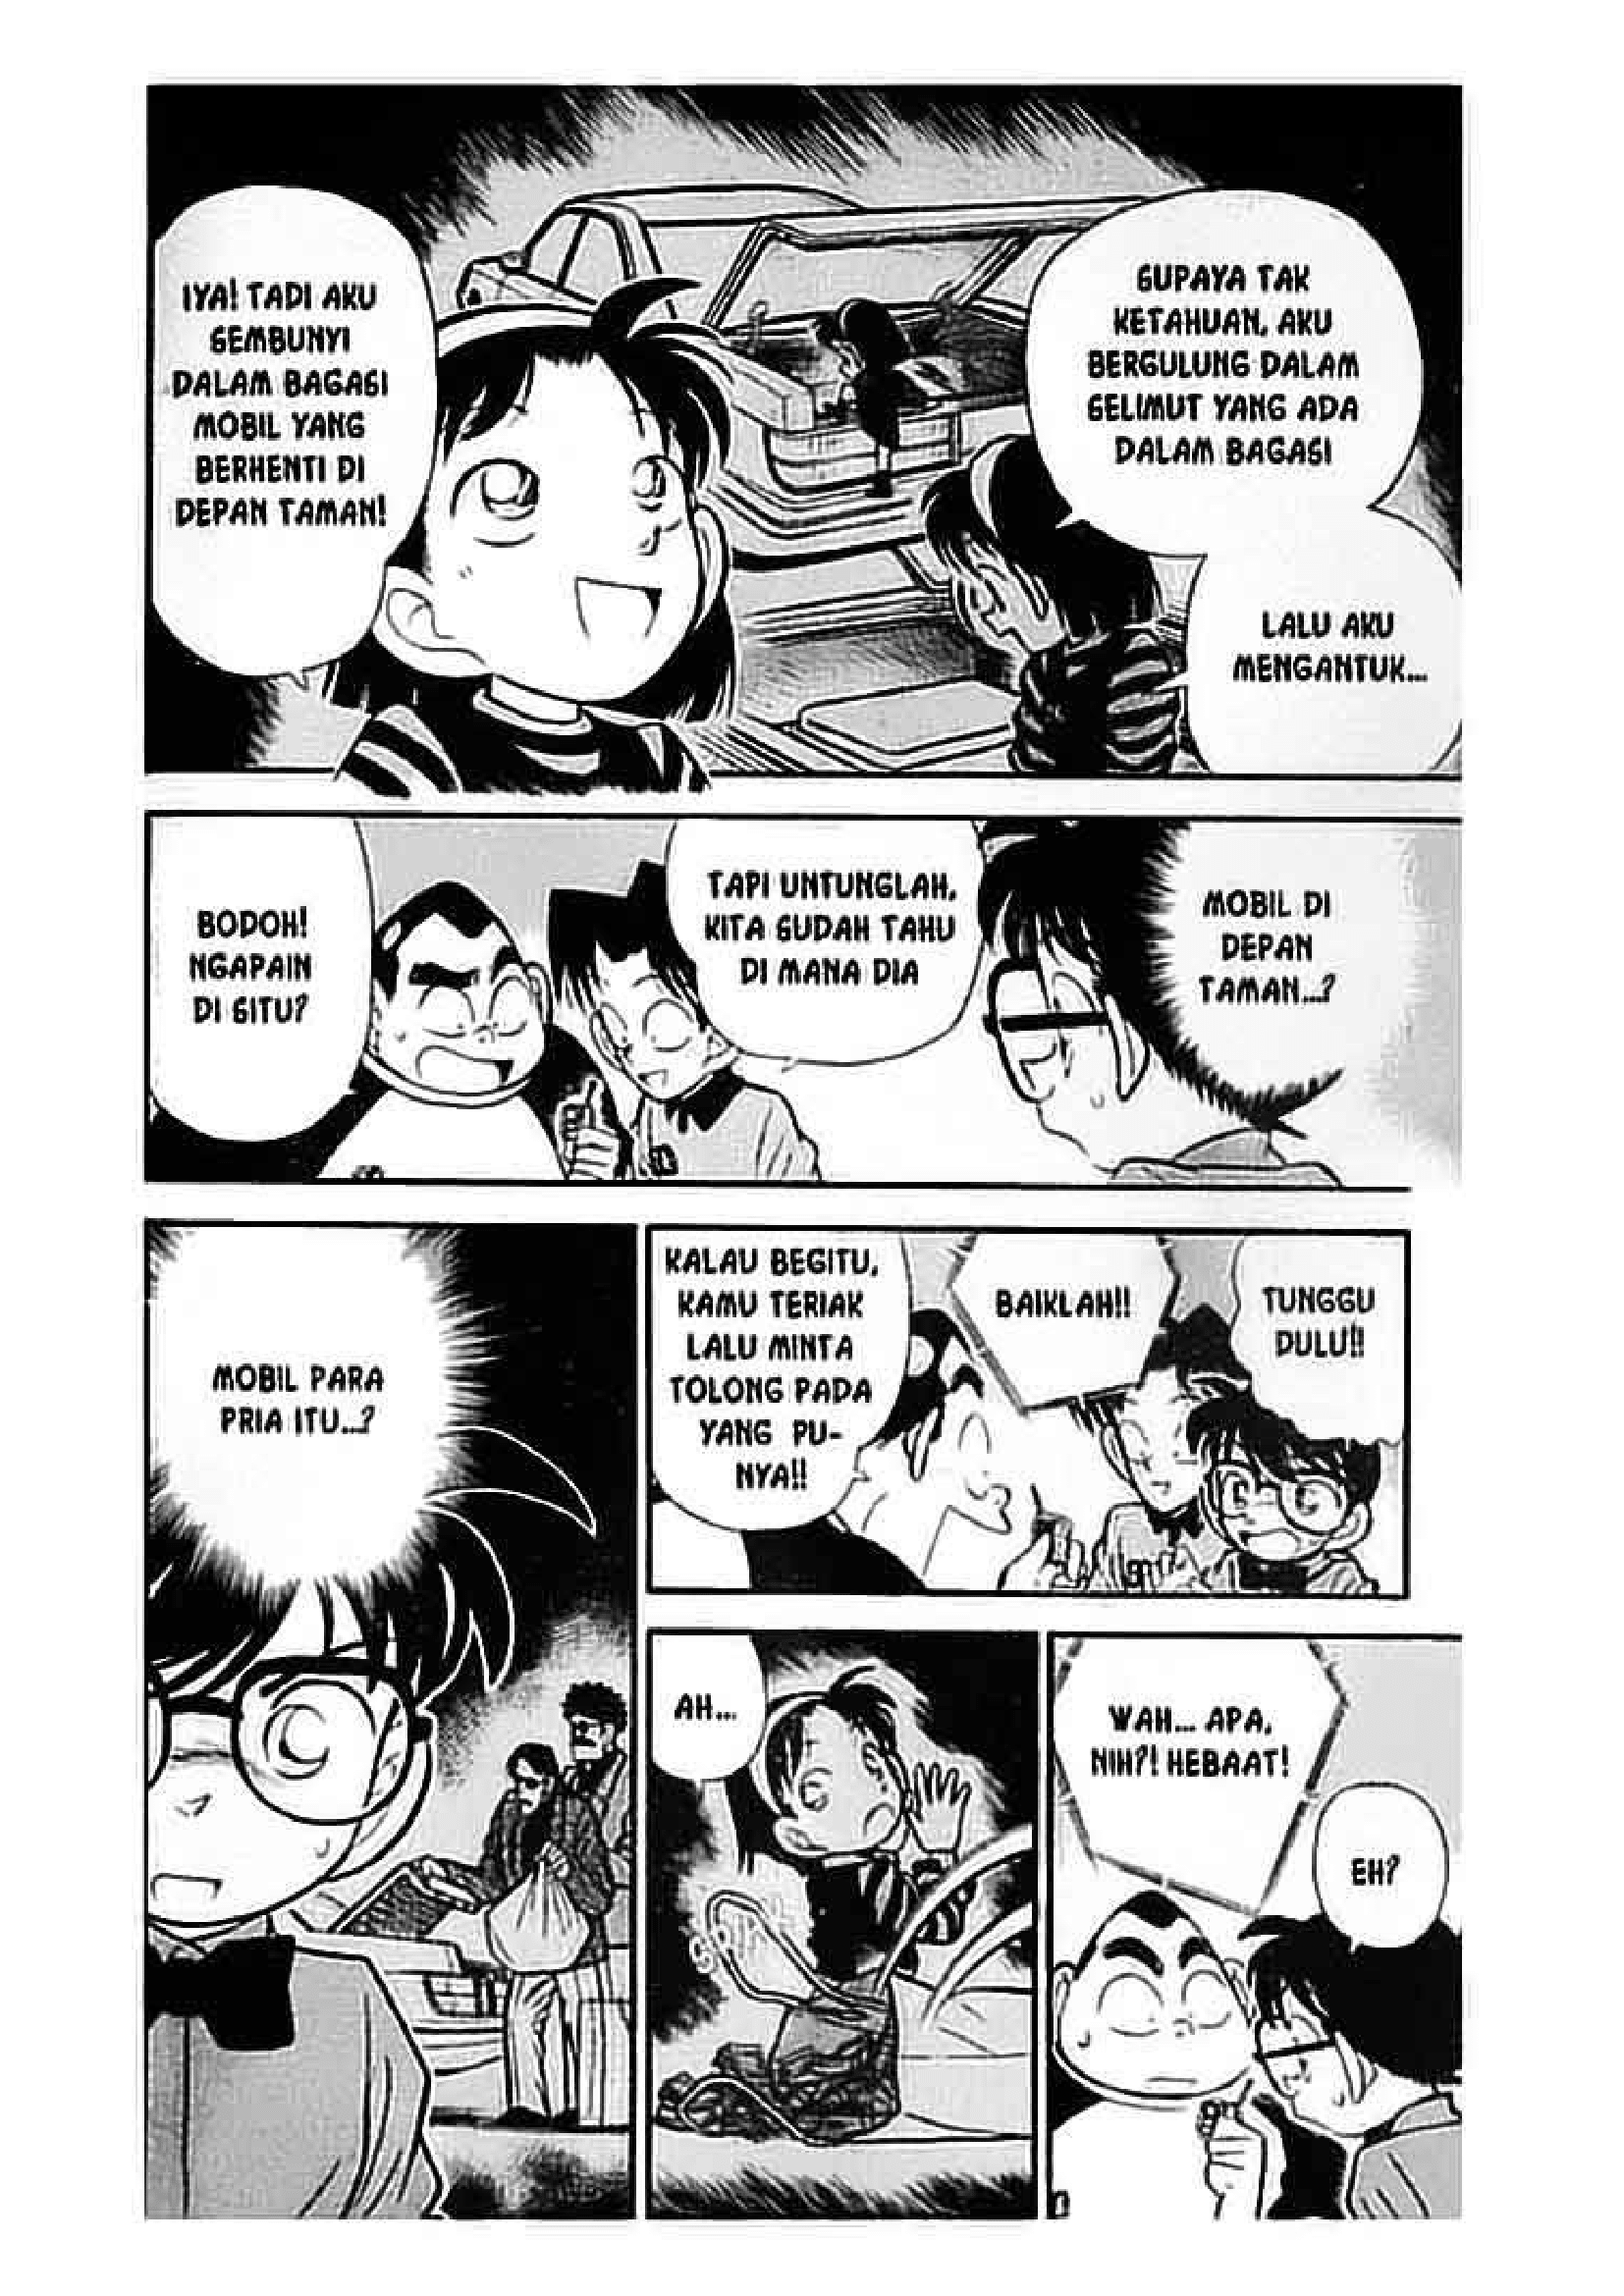 IYA! TADI AKU
SEMBUNYI
DALAM BAGASI
MOBIL YANG
BERHENTI DI
DEPAN TAMAN!
SUPAYA TAK
KETAHUAN, AKU
BERGULUNG DALAM
SELIMUT YANG ADA
DALAM BAGASI
LALU AKU
MENGANTUK...
BODOH!
NGAPAIN
DI SITU?
TAPI UNTUNGLAH,
KITA SUDAH TAHU
DI MANA DIA
MOBIL DI
DEPAN
TAMAN...?
MOBIL PARA
PRIA ITU...?
KALAU BEGITU,
KAMU TERIAK
LALU MINTA
TOLONG PADA
YANG PU-
NYA!!
BAIKLAH!!
TUNGGU
DULU!!
AH...
WAH... APA,
NIH?! HEBAAT!
EH?